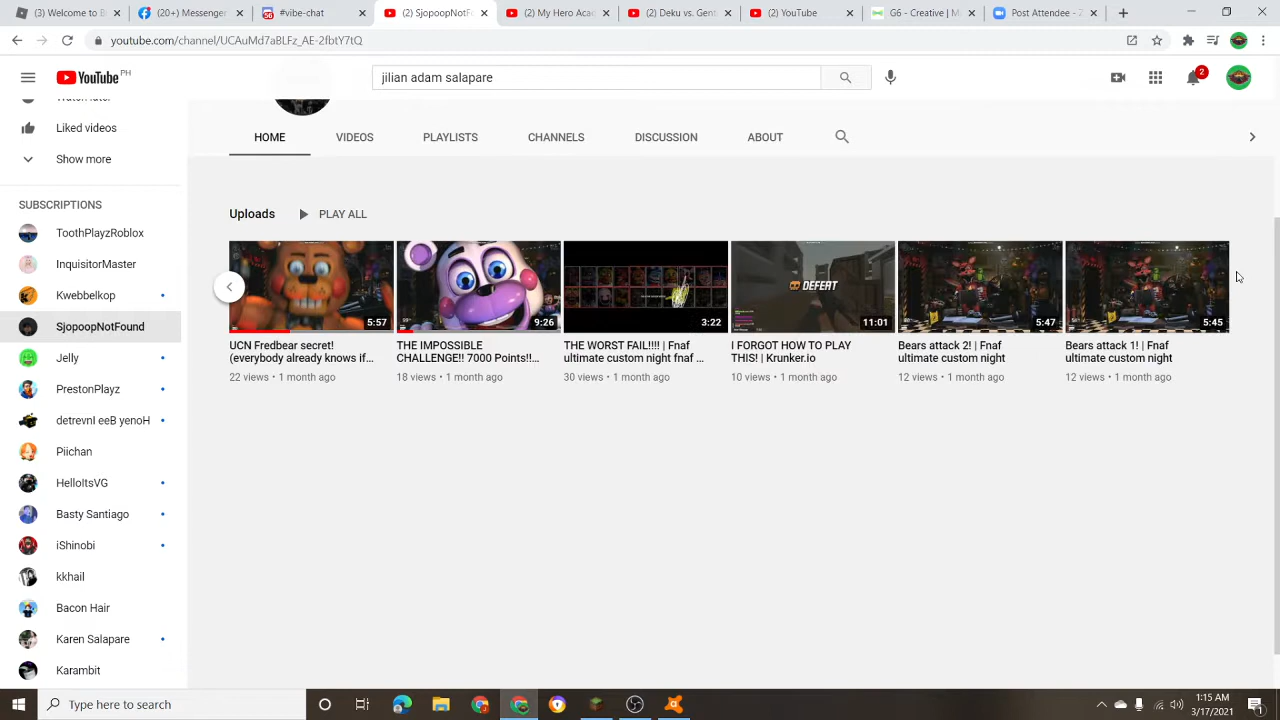 (2) Welcome to B
(20+) Messenger
#vibe-chat
(2) SjopoopNotF
(2) My Hero Aca
(2) Deku vs. Gent
(2) YouTube
G6 - Creative | M
Post Attendee - Z
youtube.com/channel/UCAuMd7aBLFz_AE-2fbtY7tQ
YouTube PH
jilian adam salapare
2
Liked videos
Show more
HOME
VIDEOS
PLAYLISTS
CHANNELS
DISCUSSION
ABOUT
SUBSCRIPTIONS
ToothPlayzRoblox
InquisitorMaster
Kwebbelkop
SjopoopNotFound
Jelly
PrestonPlayz
detrevnI eeB yenoH
Piichan
HelloItsVG
Basty Santiago
iShinobi
kkhail
Bacon Hair
Karen Salapare
Karambit
Uploads
PLAY ALL
5:57
UCN Fredbear secret!
(everybody already knows if...
22 views • 1 month ago
9:26
THE IMPOSSIBLE
CHALLENGE!! 7000 Points!!...
18 views • 1 month ago
3:22
THE WORST FAIL!!!! | Fnaf
ultimate custom night fnaf ...
30 views • 1 month ago
DEFEAT
11:01
I FORGOT HOW TO PLAY
THIS! | Krunker.io
10 views • 1 month ago
5:47
Bears attack 2! | Fnaf
ultimate custom night
12 views • 1 month ago
5:45
Bears attack 1! | Fnaf
ultimate custom night
12 views • 1 month ago
Type here to search
1:15 AM
3/17/2021
1